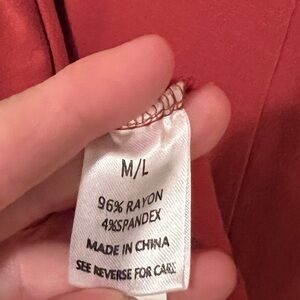 M/L
96% RAYON
4%SPANDEX
MADE IN CHINA
SEE REVERSE FOR CARE